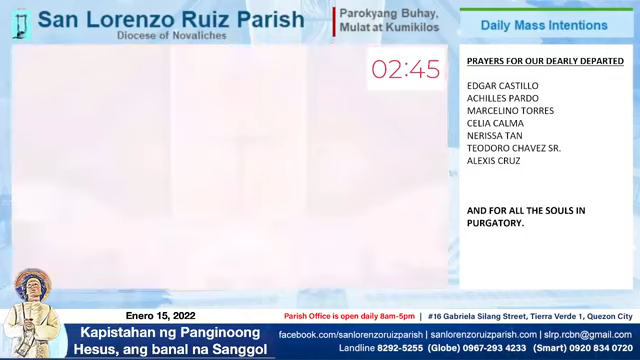 San Lorenzo Ruiz Parish
Diocese of Novaliches
Parokyang Buhay,
Mulat at Kumikilos
Daily Mass Intentions
02:45
PRAYERS FOR OUR DEARLY DEPARTED
EDGAR CASTILLO
ACHILLES PARDO
MARCELINO TORRES
CELIA CALMA
NERISSA TAN
TEODORO CHAVEZ SR.
ALEXIS CRUZ
AND FOR ALL THE SOULS IN
PURGATORY.
Enero 15, 2022
Parish Office is open daily 8am-5pm | #16 Gabriela Silang Street, Tierra Verde 1, Quezon City
Kapistahan ng Panginoong
Hesus, ang banal na Sanggol
facebook.com/sanlorenzoruizparish | sanlorenzoruizparish.com | slrp.rcbn@gmail.com
Landline 8292-5255 (Globe) 0967-293 4233 (Smart) 0920 834 0720